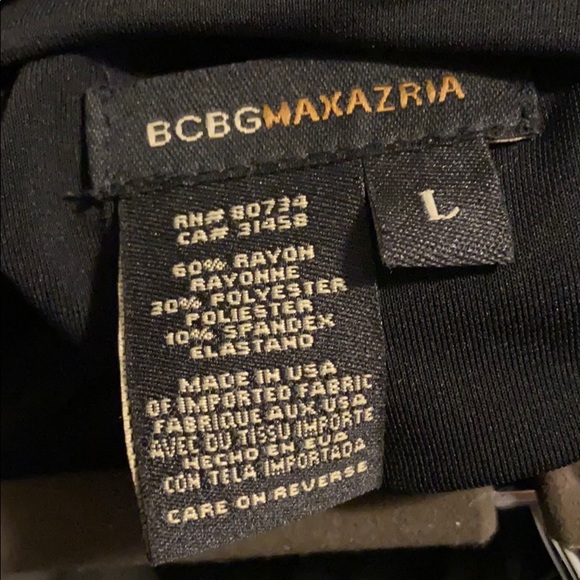 BCBGMAXAZRIA
L
RN# 80734
CA# 31458
60% RAYON
RAYONNE
30% POLYESTER
POLIESTER
10% SPANDEX
ELASTANO
MADE IN USA
OF IMPORTED FABRIC
FABRIQUE AUX USA
AVEC DU TISSU IMPORTE
HECHO EN EUA
CON TELA IMPORTADA
CARE ON REVERSE